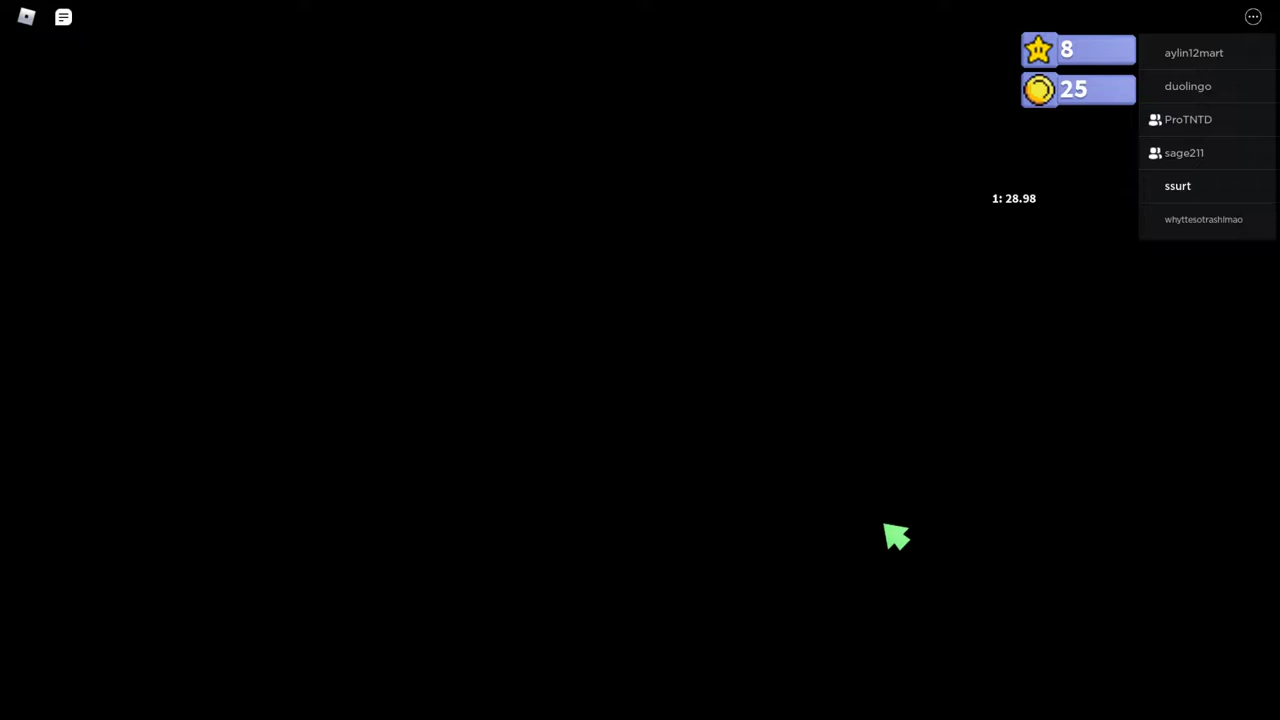 8
25
1: 28.98
aylin12mart
duolingo
ProTNTD
sage211
ssurt
whyttesotrashlmao